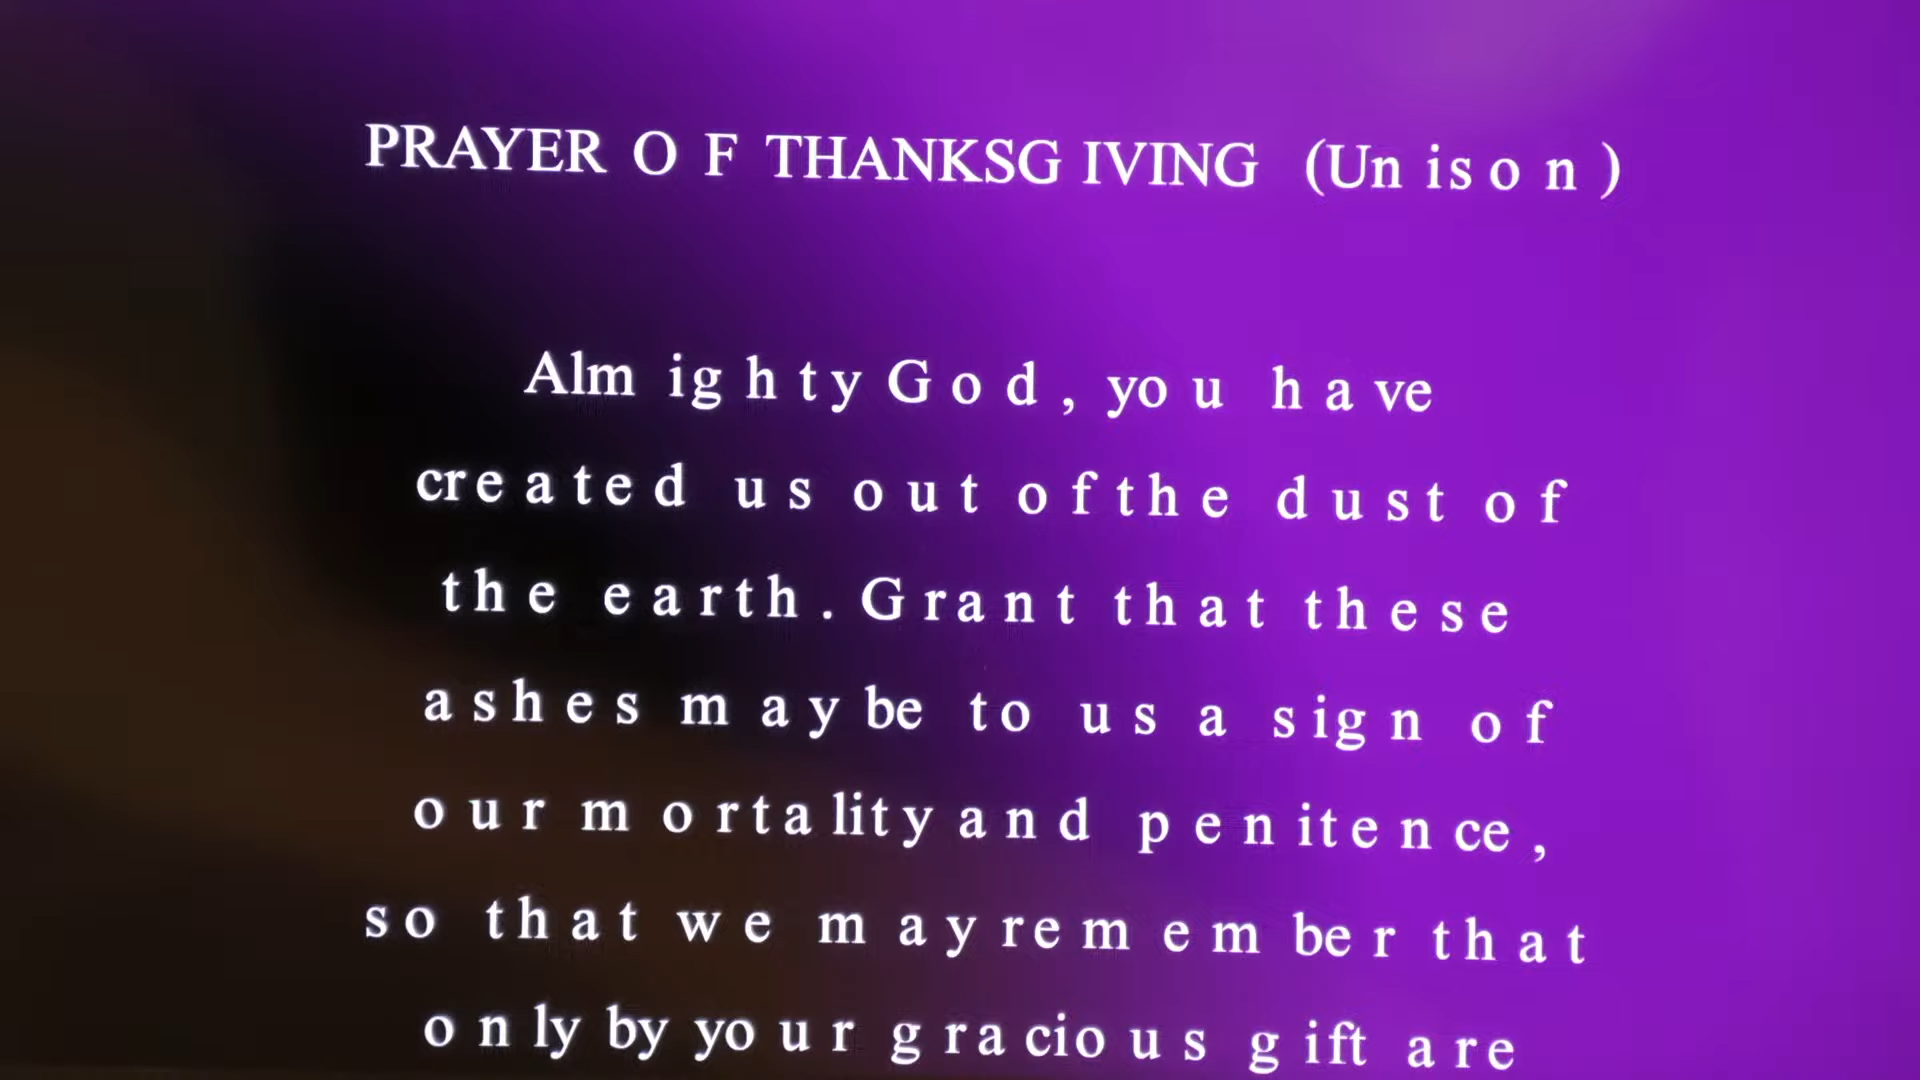 PRAYER OF THANKSGIVING (Unison)
Almighty God, you have
created us out of the dust of
the earth. Grant that these
ashes may be to us a sign of
our mortality and penitence,
so that we may remember that
only by your gracious gift are